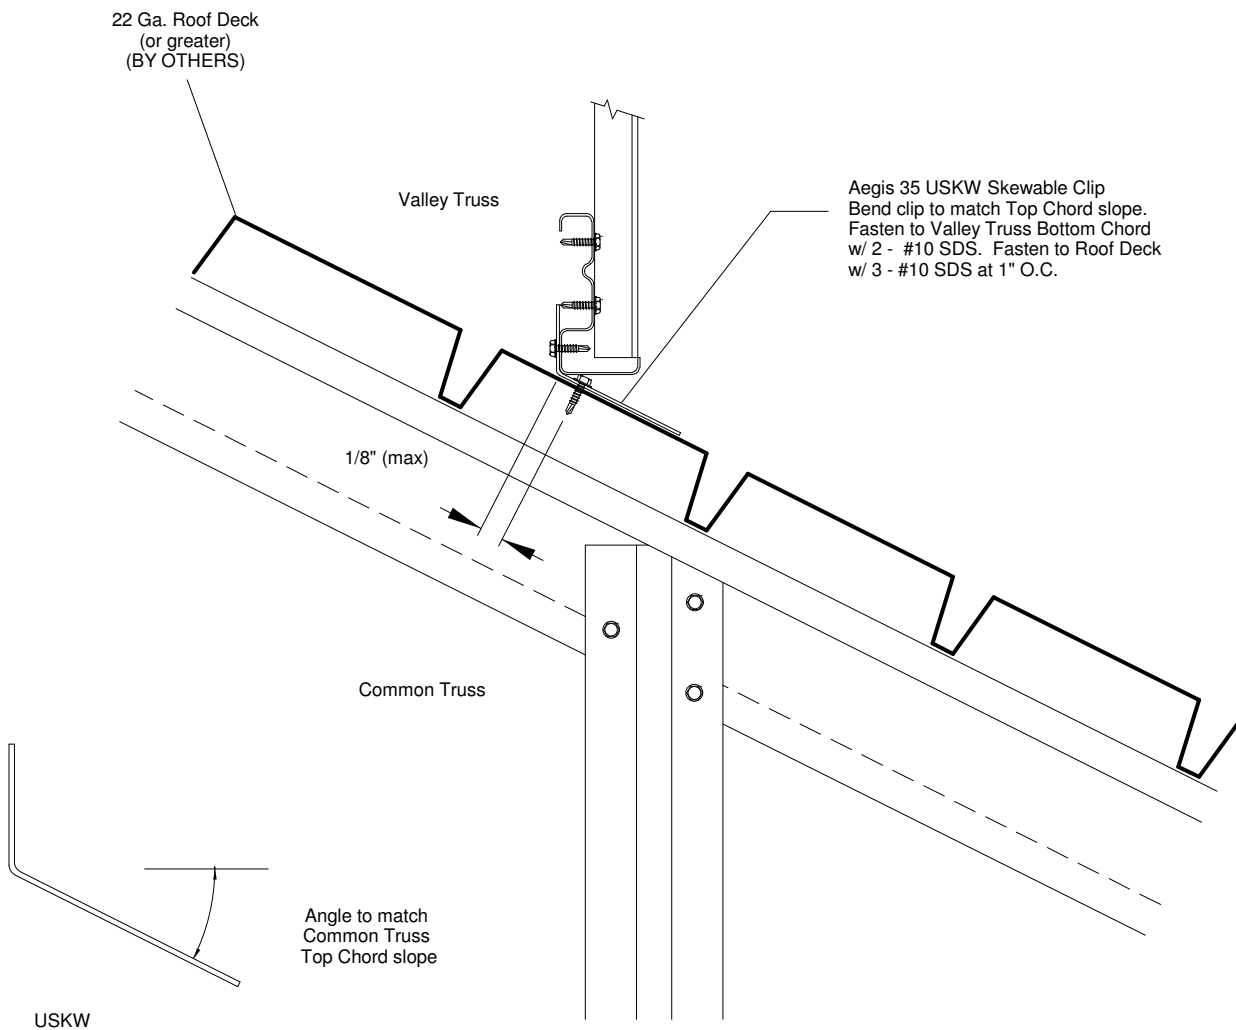 22 Ga. Roof Deck
(or greater)
(BY OTHERS)
Valley Truss
Aegis 35 USKW Skewable Clip
Bend clip to match Top Chord slope.
Fasten to Valley Truss Bottom Chord
w/ 2 -  #10 SDS.  Fasten to Roof Deck
w/ 3 - #10 SDS at 1" O.C.
1/8" (max)
Common Truss
Angle to match
Common Truss
Top Chord slope
USKW